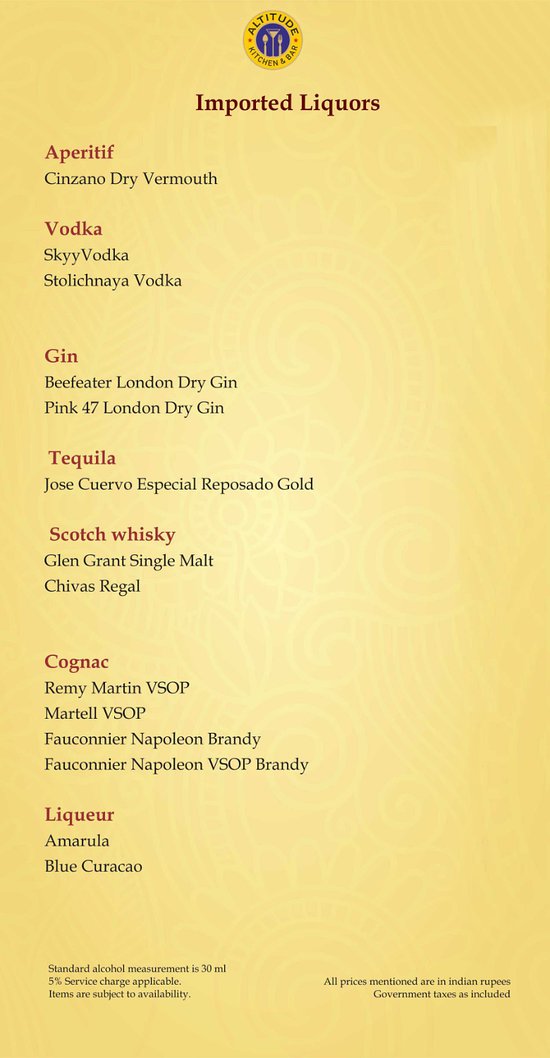 ALTITUDE
KITCHEN & BAR
Imported Liquors
Aperitif
Cinzano Dry Vermouth
Vodka
SkyyVodka
Stolichnaya Vodka
Gin
Beefeater London Dry Gin
Pink 47 London Dry Gin
Tequila
Jose Cuervo Especial Reposado Gold
Scotch whisky
Glen Grant Single Malt
Chivas Regal
Cognac
Remy Martin VSOP
Martell VSOP
Fauconnier Napoleon Brandy
Fauconnier Napoleon VSOP Brandy
Liqueur
Amarula
Blue Curacao
Standard alcohol measurement is 30 ml
5% Service charge applicable.
Items are subject to availability.
All prices mentioned are in indian rupees
Government taxes as included